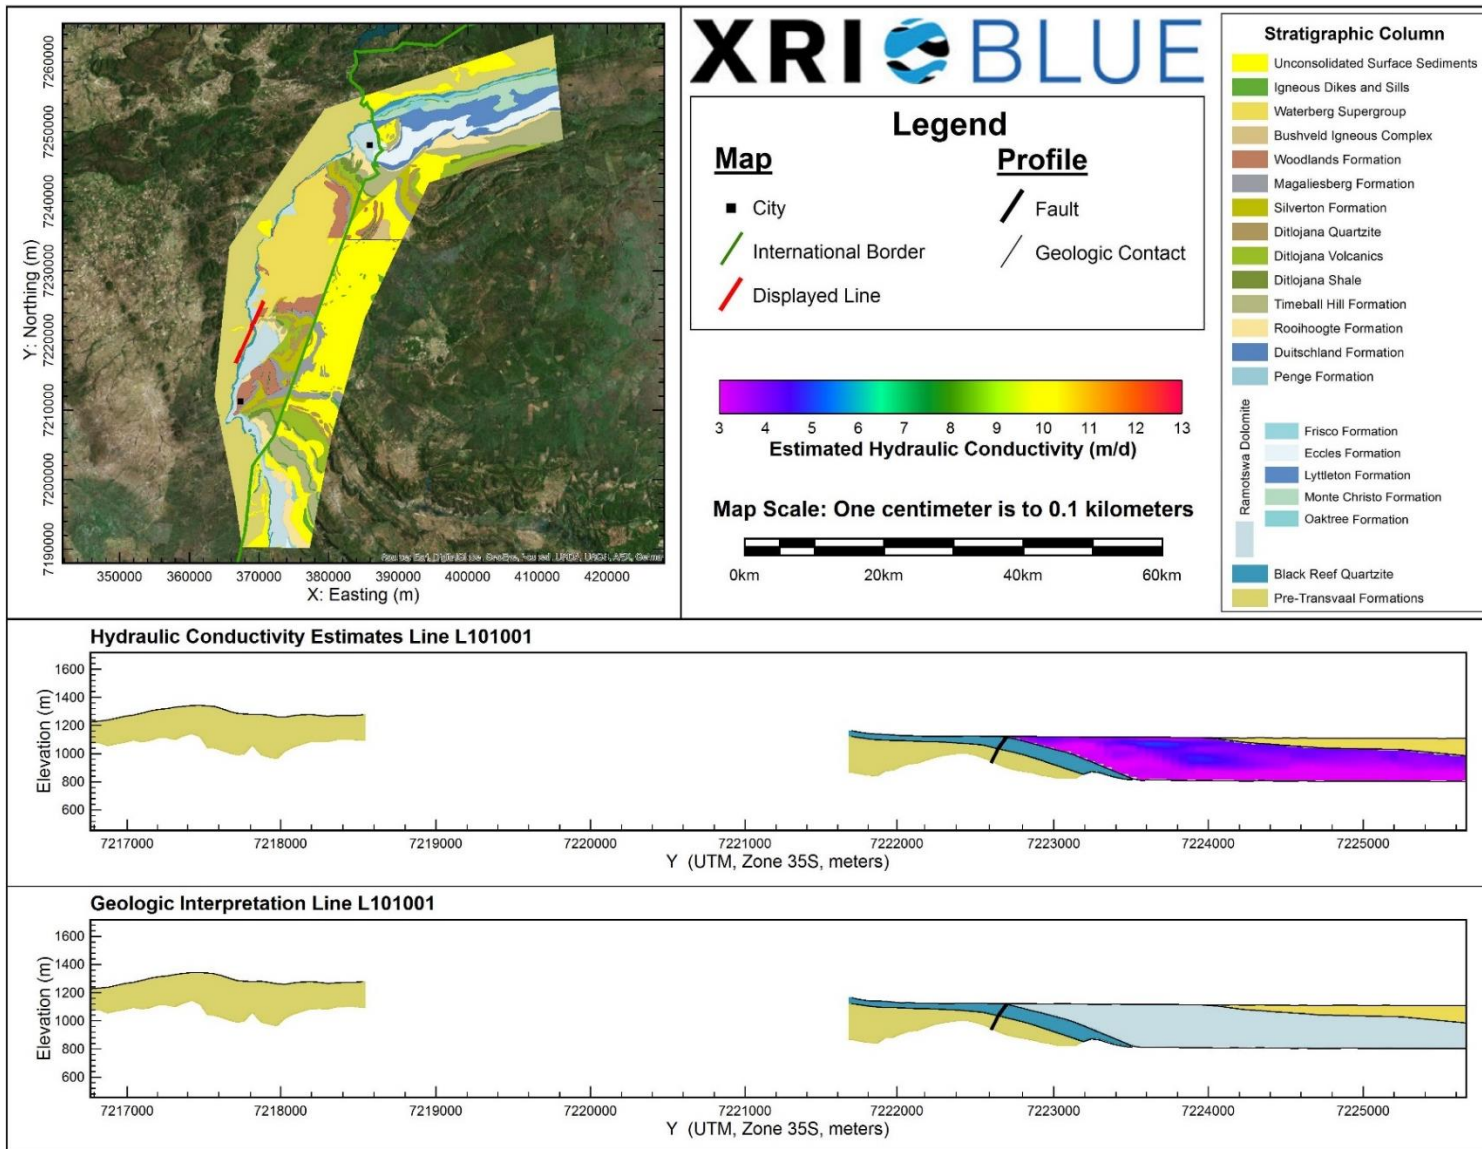 7260000
7250000
7240000
7230000
7220000
7210000
7200000
7190000
Y: Northing (m)
350000 360000 370000 380000 390000 400000 410000 420000
X: Easting (m)
XRI BLUE
Legend
Map
City
International Border
Displayed Line
Profile
Fault
Geologic Contact
3 4 5 6 7 8 9 10 11 12 13
Estimated Hydraulic Conductivity (m/d)
Map Scale: One centimeter is to 0.1 kilometers
0km 20km 40km 60km
Stratigraphic Column
Unconsolidated Surface Sediments
Igneous Dikes and Sills
Waterberg Supergroup
Bushveld Igneous Complex
Woodlands Formation
Magaliesberg Formation
Silverton Formation
Ditlojana Quartzite
Ditlojana Volcanics
Ditlojana Shale
Timeball Hill Formation
Rooihoogte Formation
Duitschland Formation
Penge Formation
Ramotswa Dolomite
Frisco Formation
Eccles Formation
Lyttleton Formation
Monte Christo Formation
Oaktree Formation
Black Reef Quartzite
Pre-Transvaal Formations
Hydraulic Conductivity Estimates Line L101001
Elevation (m)
1600
1400
1200
1000
800
600
7217000 7218000 7219000 7220000 7221000 7222000 7223000 7224000 7225000
Y (UTM, Zone 35S, meters)
Geologic Interpretation Line L101001
Elevation (m)
1600
1400
1200
1000
800
600
7217000 7218000 7219000 7220000 7221000 7222000 7223000 7224000 7225000
Y (UTM, Zone 35S, meters)